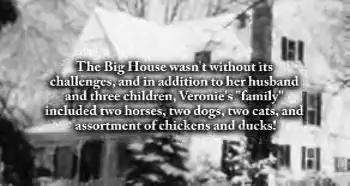 The Big House wasn't without its
challenges, and in addition to her husband
and three children, Veronie's "family"
included two horses, two dogs, two cats, and
assortment of chickens and ducks!